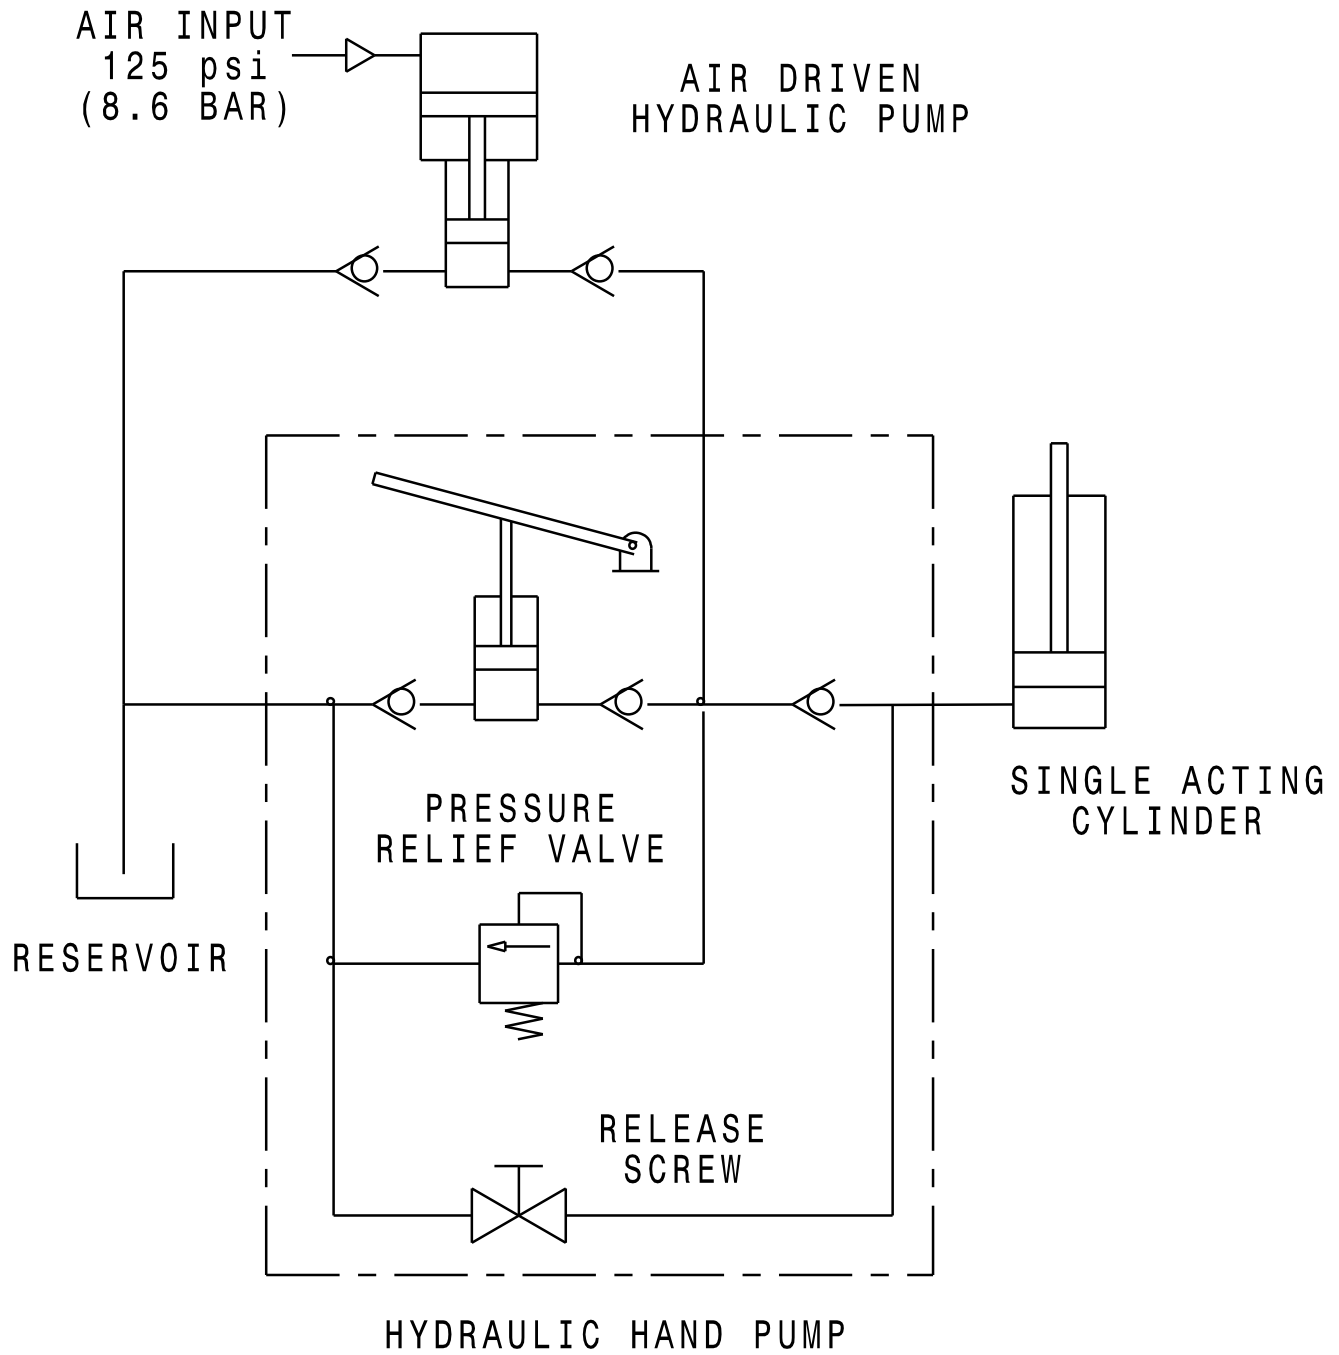 AIR INPUT
125 psi
(8.6 BAR)
AIR DRIVEN
HYDRAULIC PUMP
SINGLE ACTING
CYLINDER
PRESSURE
RELIEF VALVE
RESERVOIR
RELEASE
SCREW
HYDRAULIC HAND PUMP